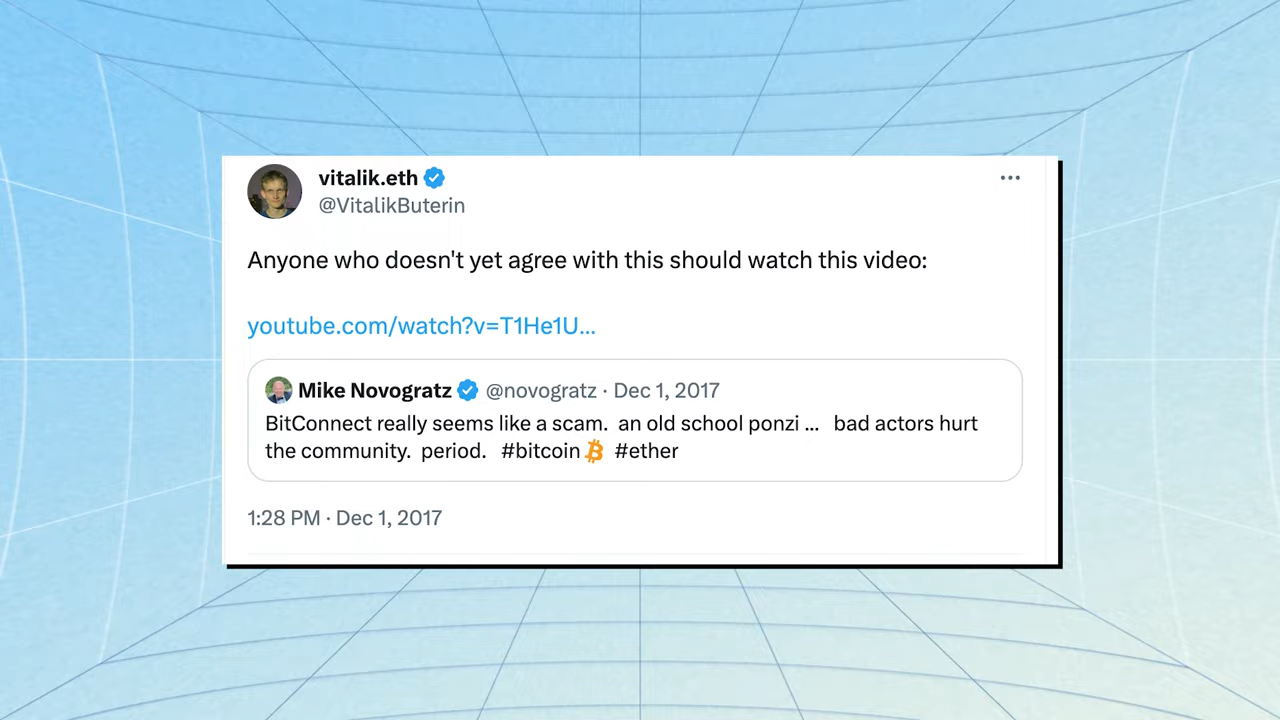 vitalik.eth
@VitalikButerin
Anyone who doesn't yet agree with this should watch this video:
youtube.com/watch?v=T1He1U...
Mike Novogratz @novogratz · Dec 1, 2017
BitConnect really seems like a scam.  an old school ponzi ...   bad actors hurt
the community.  period.   #bitcoin #ether
1:28 PM · Dec 1, 2017